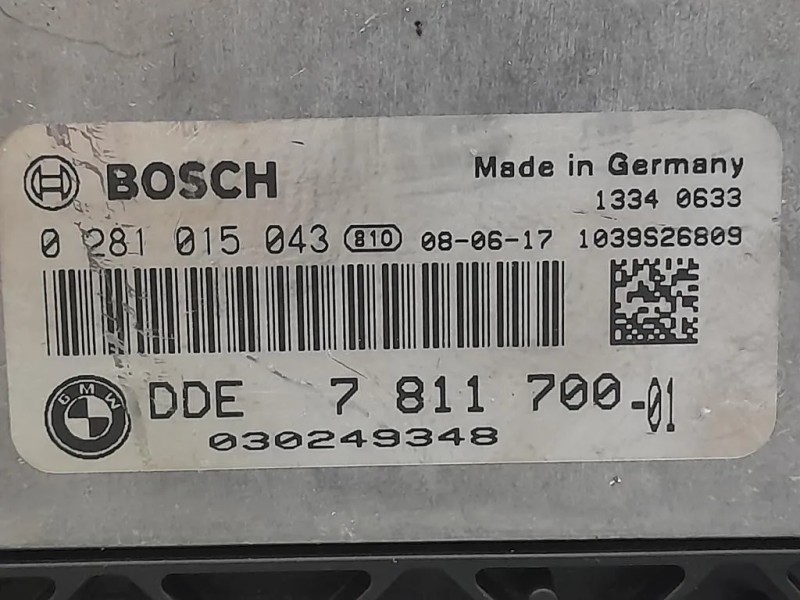 BOSCH
Made in Germany
1334 0633
0 281 015 043 810 08-06-17 1039S26809
BMW DDE 7 811 700-01
030249348